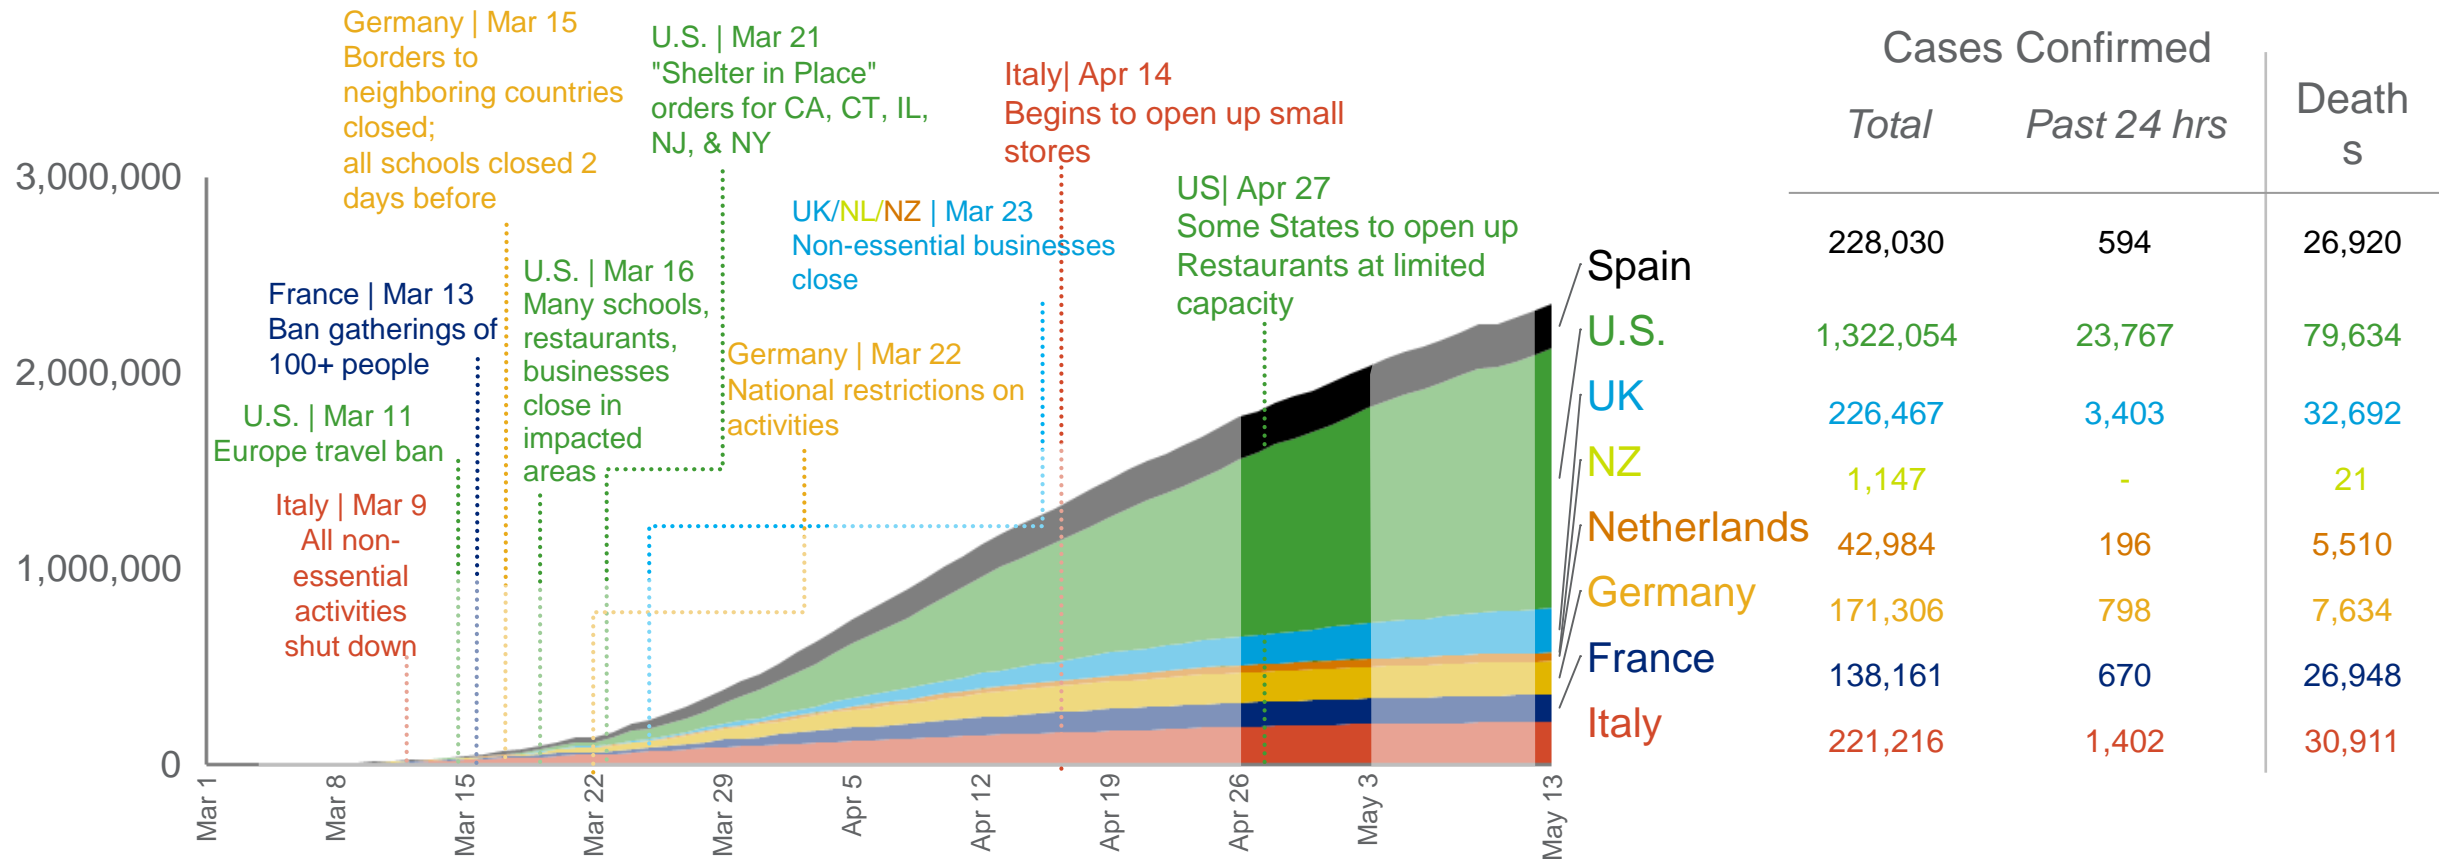 Germany | Mar 15
Borders to
neighboring countries
closed;
all schools closed 2
days before
U.S. | Mar 21
"Shelter in Place"
orders for CA, CT, IL,
NJ, & NY
Italy| Apr 14
Begins to open up small
stores
US| Apr 27
Some States to open up
Restaurants at limited
capacity
UK/NL/NZ | Mar 23
Non-essential businesses
close
France | Mar 13
Ban gatherings of
100+ people
U.S. | Mar 16
Many schools,
restaurants,
businesses
close in
impacted
areas
Germany | Mar 22
National restrictions on
activities
U.S. | Mar 11
Europe travel ban
Italy | Mar 9
All non-
essential
activities
shut down
3,000,000
2,000,000
1,000,000
0
Mar 1
Mar 8
Mar 15
Mar 22
Mar 29
Apr 5
Apr 12
Apr 19
Apr 26
May 3
May 13
Cases Confirmed
Total Past 24 hrs
Death
s
Spain 228,030 594 26,920
U.S. 1,322,054 23,767 79,634
UK 226,467 3,403 32,692
NZ 1,147 - 21
Netherlands 42,984 196 5,510
Germany 171,306 798 7,634
France 138,161 670 26,948
Italy 221,216 1,402 30,911